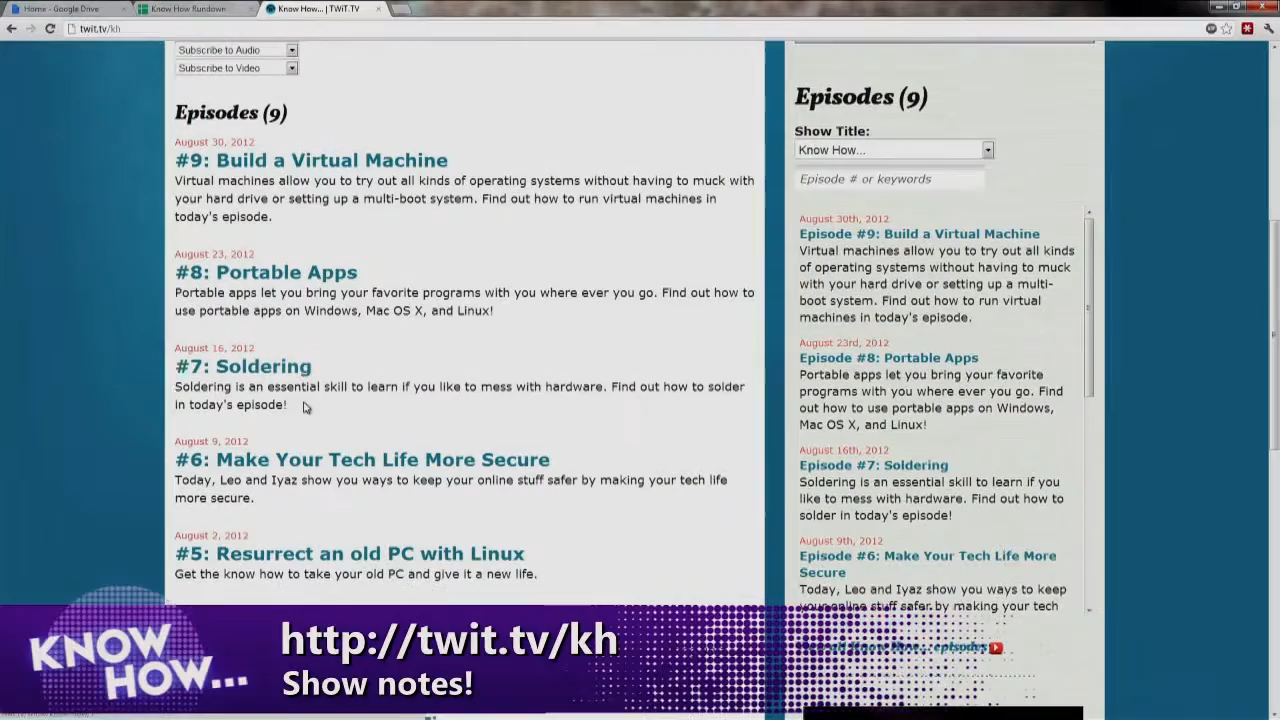 Home - Google Drive
Know How Rundown
Know How... | TWiT.TV
twit.tv/kh
Subscribe to Audio
Subscribe to Video
Episodes (9)
August 30, 2012
#9: Build a Virtual Machine
Virtual machines allow you to try out all kinds of operating systems without having to muck with
your hard drive or setting up a multi-boot system. Find out how to run virtual machines in
today's episode.
August 23, 2012
#8: Portable Apps
Portable apps let you bring your favorite programs with you where ever you go. Find out how to
use portable apps on Windows, Mac OS X, and Linux!
August 16, 2012
#7: Soldering
Soldering is an essential skill to learn if you like to mess with hardware. Find out how to solder
in today's episode!
August 9, 2012
#6: Make Your Tech Life More Secure
Today, Leo and Iyaz show you ways to keep your online stuff safer by making your tech life
more secure.
August 2, 2012
#5: Resurrect an old PC with Linux
Get the know how to take your old PC and give it a new life.
Episodes (9)
Show Title:
Know How...
Episode # or keywords
August 30th, 2012
Episode #9: Build a Virtual Machine
Virtual machines allow you to try out all kinds
of operating systems without having to muck
with your hard drive or setting up a multi-
boot system. Find out how to run virtual
machines in today's episode.
August 23rd, 2012
Episode #8: Portable Apps
Portable apps let you bring your favorite
programs with you where ever you go. Find
out how to use portable apps on Windows,
Mac OS X, and Linux!
August 16th, 2012
Episode #7: Soldering
Soldering is an essential skill to learn if you
like to mess with hardware. Find out how to
solder in today's episode!
August 9th, 2012
Episode #6: Make Your Tech Life More
Secure
Today, Leo and Iyaz show you ways to keep
your online stuff safer by making your tech
all Know How... episodes
KNOW
HOW...
http://twit.tv/kh
Show notes!